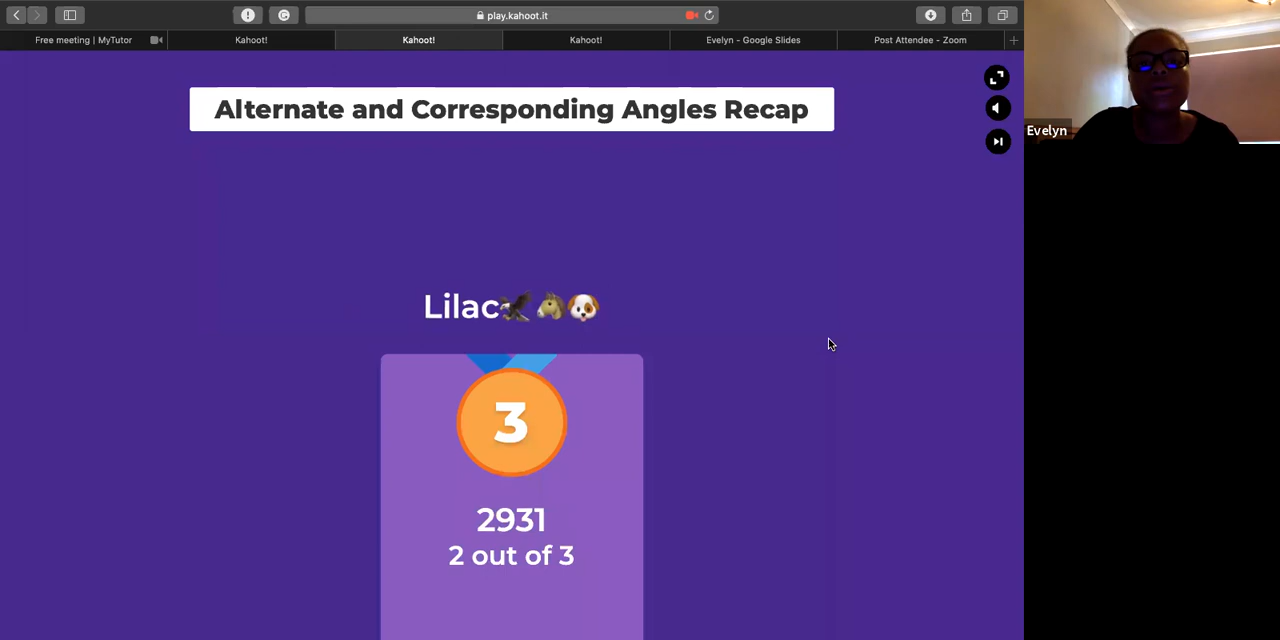 play.kahoot.it
Free meeting | MyTutor
Kahoot!
Kahoot!
Kahoot!
Evelyn - Google Slides
Post Attendee - Zoom
Alternate and Corresponding Angles Recap
Evelyn
Lilac
3
2931
2 out of 3